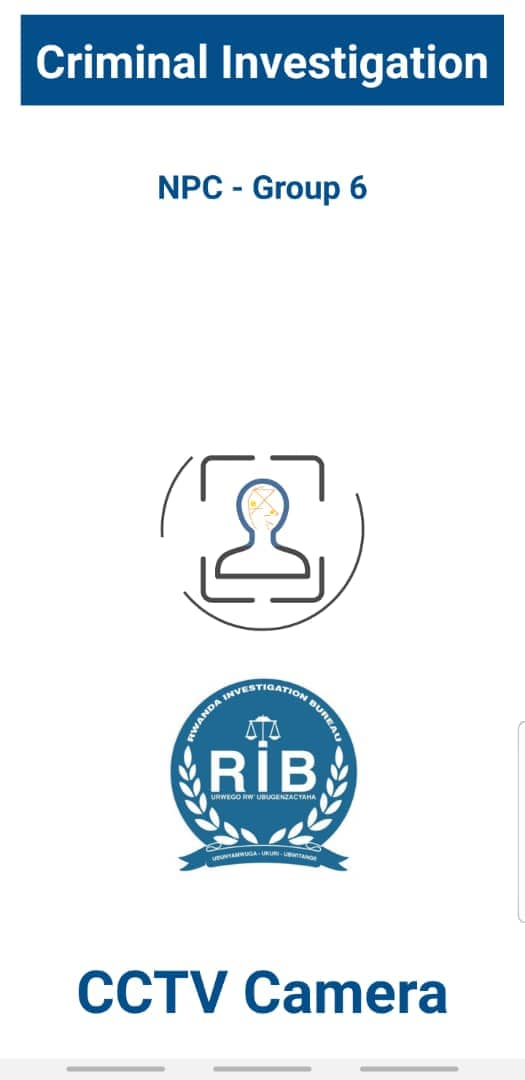 Criminal Investigation
NPC - Group 6
RWANDA INVESTIGATION BUREAU
RIB
URWEGO RW' UBUGENZACYAHA
UBUNYAMWUGA - UKURI - UBWITANGE
CCTV Camera